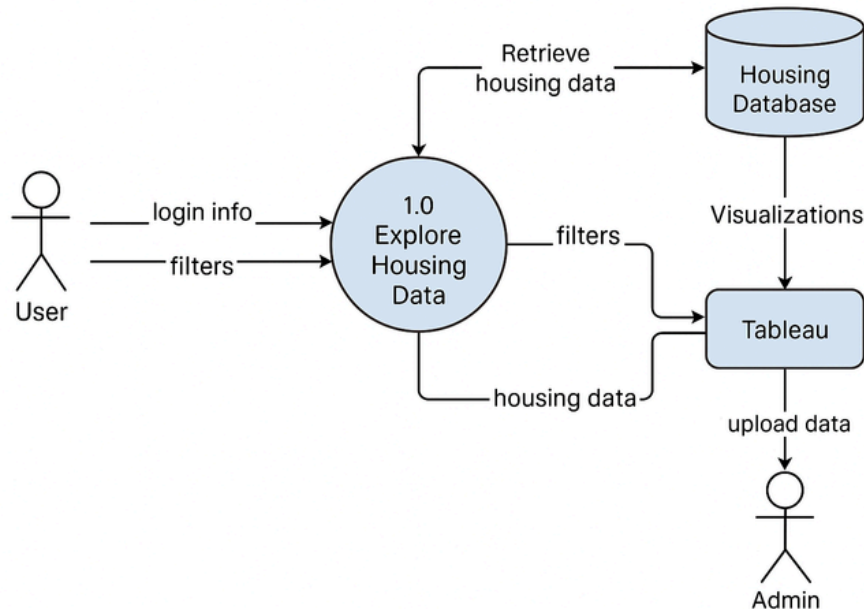 Retrieve
housing data
Housing
Database
login info
filters
User
1.0
Explore
Housing
Data
filters
Visualizations
Tableau
housing data
upload data
Admin